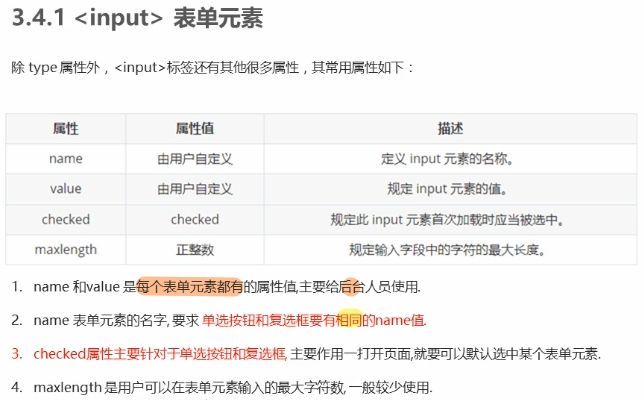 3.4.1 <input> 表单元素
除 type 属性外，<input>标签还有其他很多属性，其常用属性如下：
属性 属性值 描述
name 由用户自定义 定义 input 元素的名称。
value 由用户自定义 规定 input 元素的值。
checked checked 规定此 input 元素首次加载时应当被选中。
maxlength 正整数 规定输入字段中的字符的最大长度。
1. name 和value 是每个表单元素都有的属性值,主要给后台人员使用.
2. name 表单元素的名字, 要求 单选按钮和复选框要有相同的name值.
3. checked属性主要针对于单选按钮和复选框, 主要作用一打开页面,就要可以默认选中某个表单元素.
4. maxlength 是用户可以在表单元素输入的最大字符数, 一般较少使用.